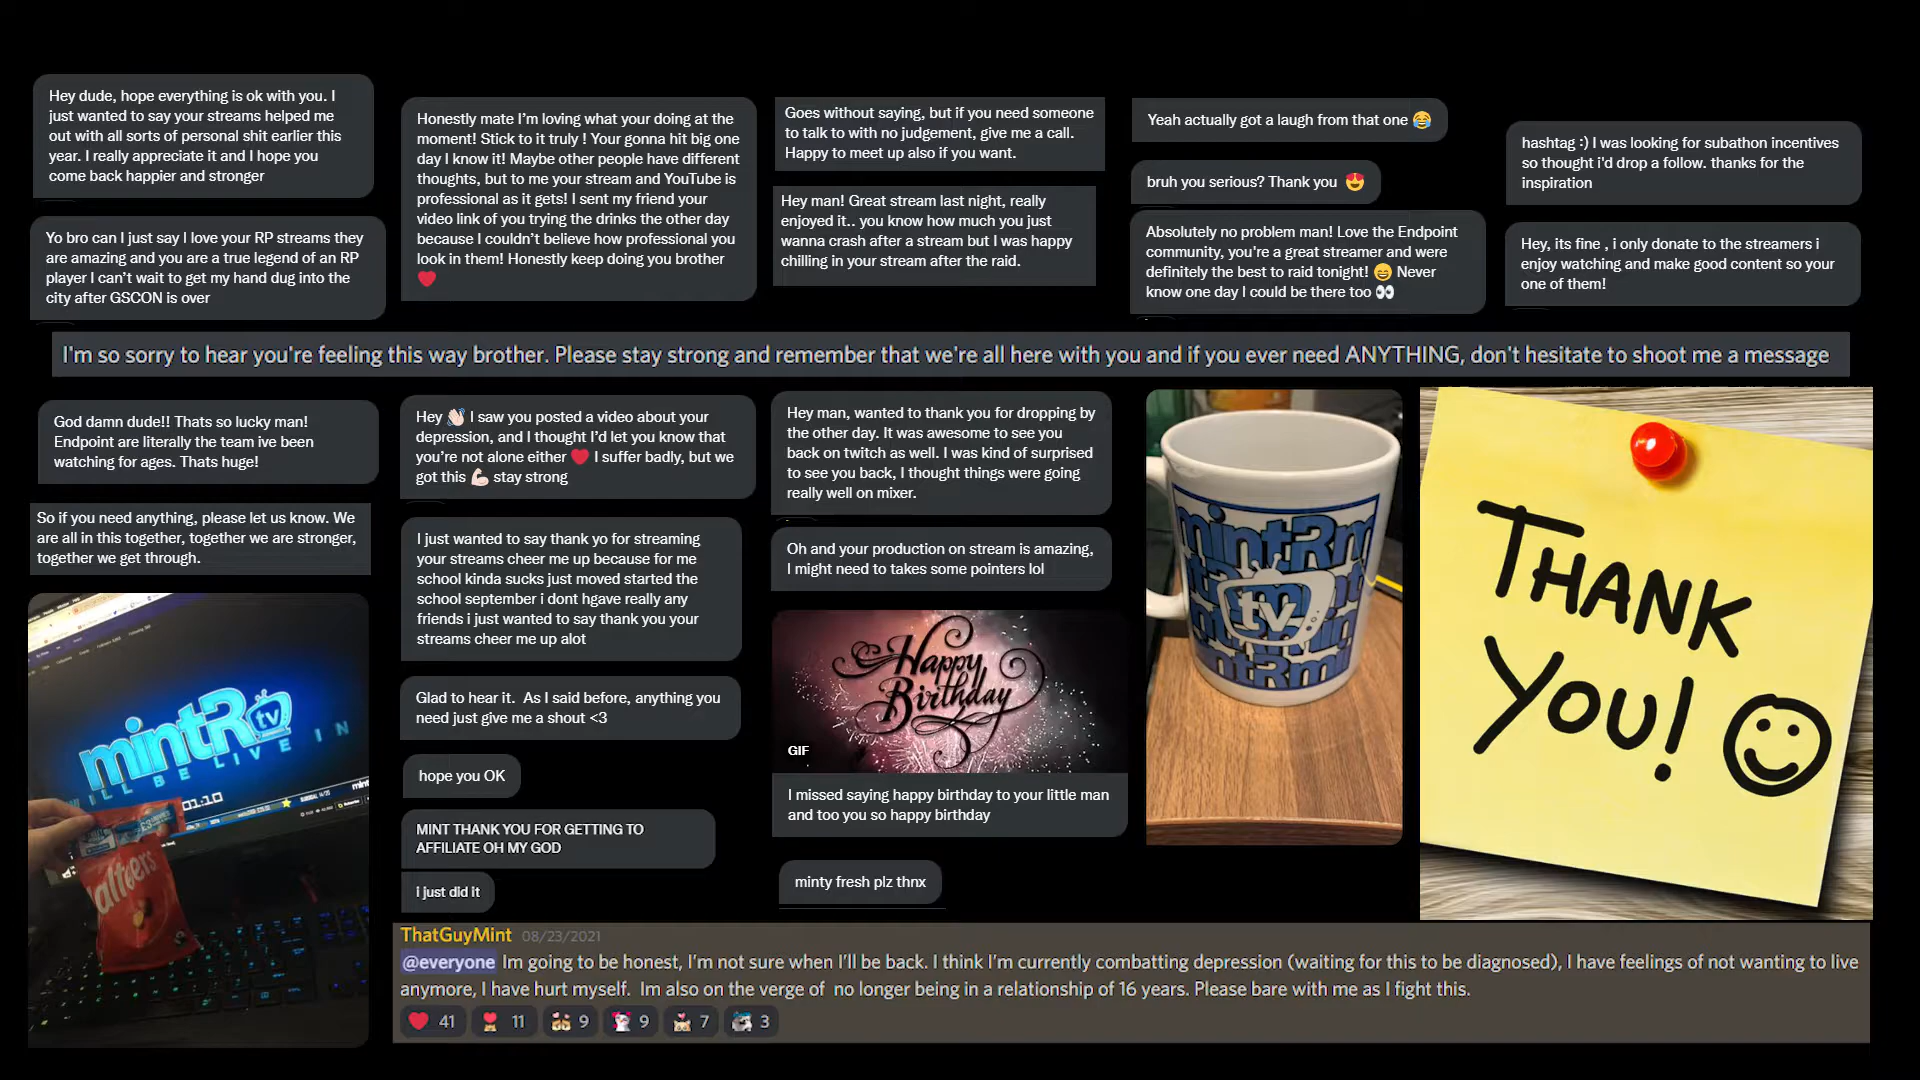 Hey dude, hope everything is ok with you. I
just wanted to say your streams helped me
out with all sorts of personal shit earlier this
year. I really appreciate it and I hope you
come back happier and stronger
Yo bro can I just say I love your RP streams they
are amazing and you are a true legend of an RP
player I can't wait to get my hand dug into the
city after GSCON is over
Honestly mate I'm loving what your doing at the
moment! Stick to it truly ! Your gonna hit big one
day I know it! Maybe other people have different
thoughts, but to me your stream and YouTube is
professional as it gets! I sent my friend your
video link of you trying the drinks the other day
because I couldn't believe how professional you
look in them! Honestly keep doing you brother
❤️
Goes without saying, but if you need someone
to talk to with no judgement, give me a call.
Happy to meet up also if you want.
Hey man! Great stream last night, really
enjoyed it.. you know how much you just
wanna crash after a stream but I was happy
chilling in your stream after the raid.
Yeah actually got a laugh from that one 😂
bruh you serious? Thank you 😍
Absolutely no problem man! Love the Endpoint
community, you're a great streamer and were
definitely the best to raid tonight! 😄 Never
know one day I could be there too 👀
hashtag :) I was looking for subathon incentives
so thought i'd drop a follow. thanks for the
inspiration
Hey, its fine , i only donate to the streamers i
enjoy watching and make good content so your
one of them!
I'm so sorry to hear you're feeling this way brother. Please stay strong and remember that we're all here with you and if you ever need ANYTHING, don't hesitate to shoot me a message
God damn dude!! Thats so lucky man!
Endpoint are literally the team ive been
watching for ages. Thats huge!
So if you need anything, please let us know. We
are all in this together, together we are stronger,
together we get through.
mintR tv
ILL BE LIVE IN
01:10
alteers
Hey 👋🏻 I saw you posted a video about your
depression, and I thought I'd let you know that
you're not alone either ❤️ I suffer badly, but we
got this 💪🏻 stay strong
I just wanted to say thank yo for streaming
your streams cheer me up because for me
school kinda sucks just moved started the
school september i dont hgave really any
friends i just wanted to say thank you your
streams cheer me up alot
Glad to hear it.  As I said before, anything you
need just give me a shout <3
hope you OK
MINT THANK YOU FOR GETTING TO
AFFILIATE OH MY GOD
i just did it
Hey man, wanted to thank you for dropping by
the other day. It was awesome to see you
back on twitch as well. I was kind of surprised
to see you back, I thought things were going
really well on mixer.
Oh and your production on stream is amazing,
I might need to takes some pointers lol
Happy
Birthday
GIF
I missed saying happy birthday to your little man
and too you so happy birthday
minty fresh plz thnx
mintRm
tv
THANK
YOU!
ThatGuyMint 08/23/2021
@everyone Im going to be honest, I'm not sure when I'll be back. I think I'm currently combatting depression (waiting for this to be diagnosed), I have feelings of not wanting to live
anymore, I have hurt myself.  Im also on the verge of  no longer being in a relationship of 16 years. Please bare with me as I fight this.
41 11 9 9 7 3